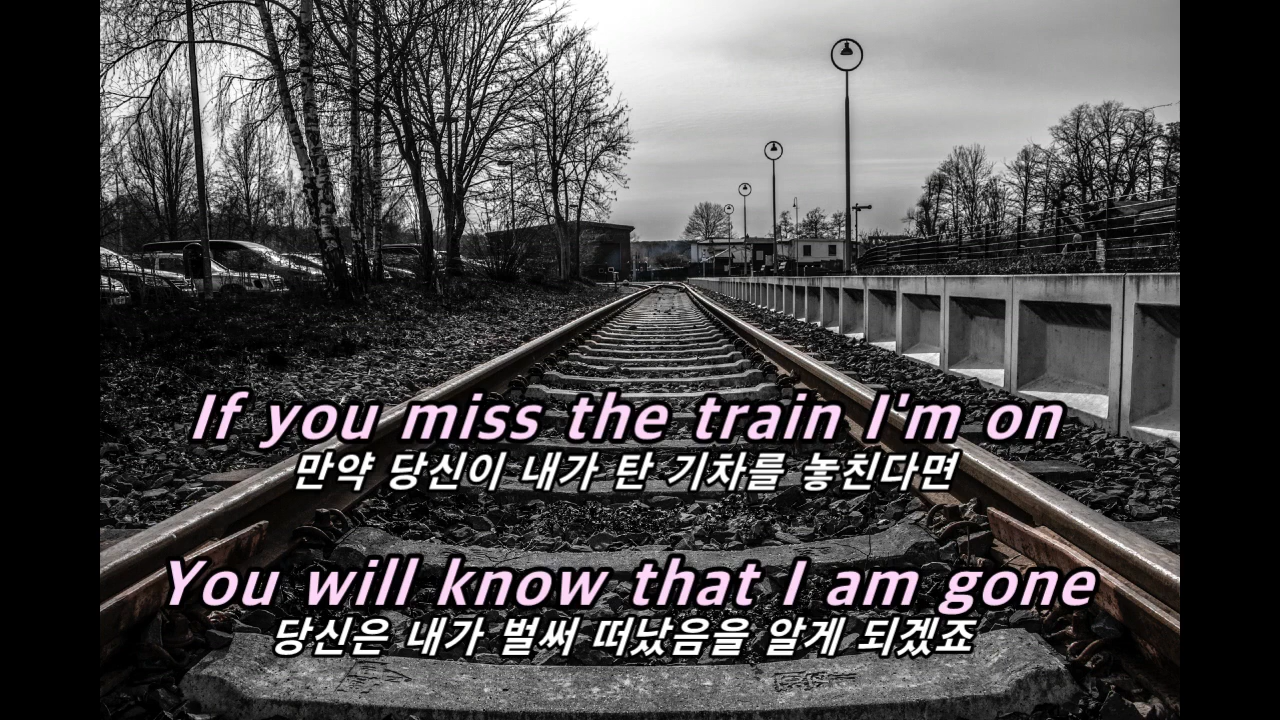 If you miss the train I'm on
만약 당신이 내가 탄 기차를 놓친다면
You will know that I am gone
당신은 내가 벌써 떠났음을 알게 되겠죠